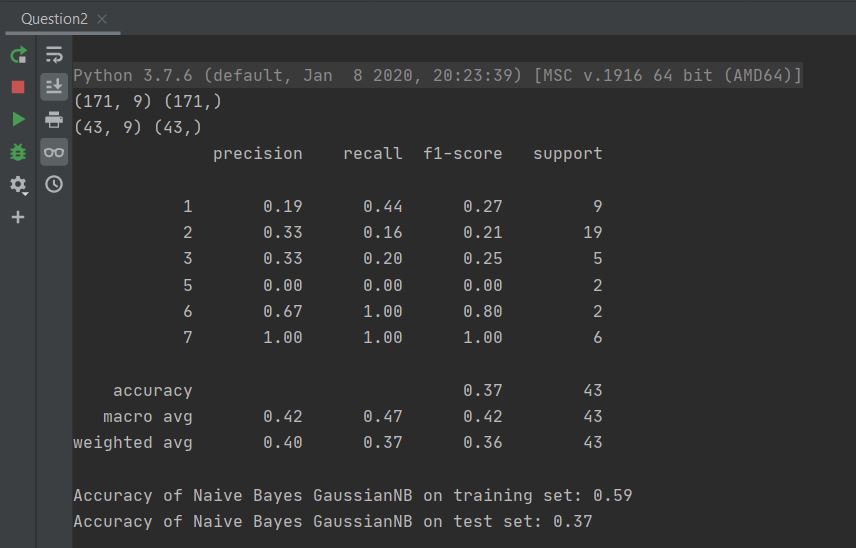 Question2
Python 3.7.6 (default, Jan  8 2020, 20:23:39) [MSC v.1916 64 bit (AMD64)]
(171, 9) (171,)
(43, 9) (43,)
              precision    recall  f1-score   support
           1       0.19      0.44      0.27         9
           2       0.33      0.16      0.21        19
           3       0.33      0.20      0.25         5
           5       0.00      0.00      0.00         2
           6       0.67      1.00      0.80         2
           7       1.00      1.00      1.00         6
    accuracy                           0.37        43
   macro avg       0.42      0.47      0.42        43
weighted avg       0.40      0.37      0.36        43
Accuracy of Naive Bayes GaussianNB on training set: 0.59
Accuracy of Naive Bayes GaussianNB on test set: 0.37